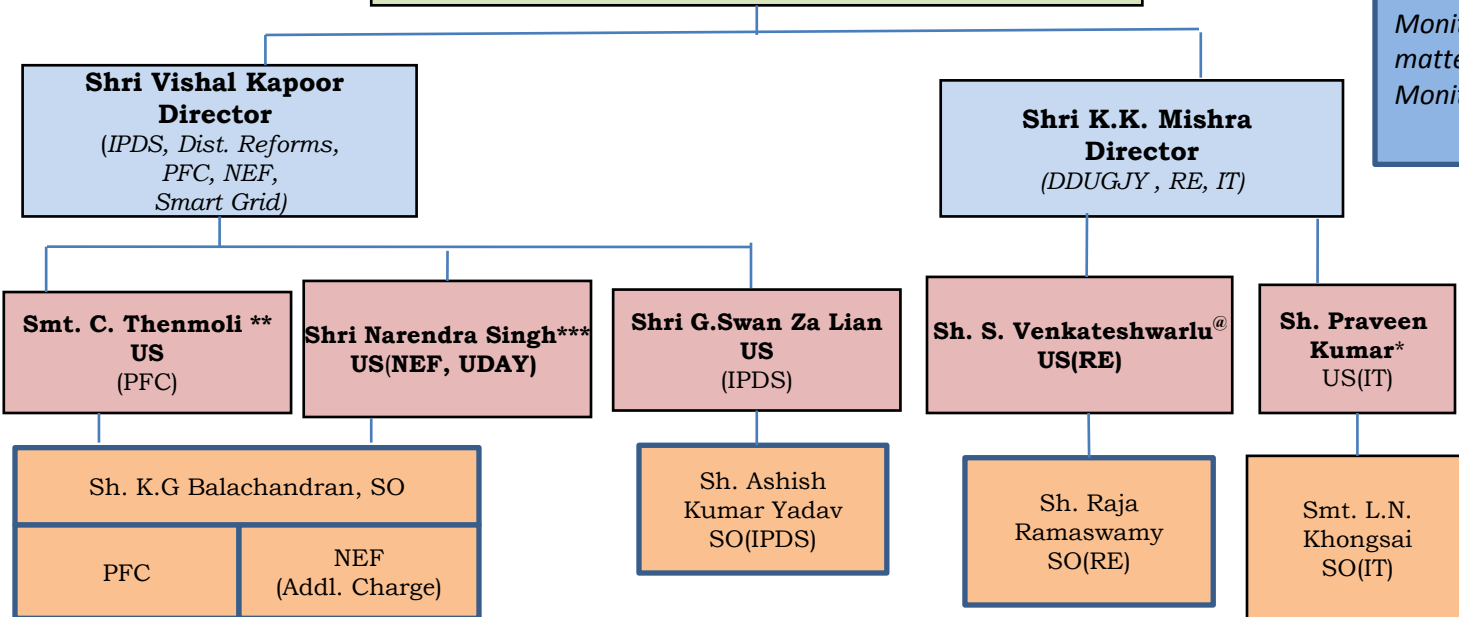 Monit
matte
Monit
Shri Vishal Kapoor
Director
(IPDS, Dist. Reforms,
PFC, NEF,
Smart Grid)
Shri K.K. Mishra
Director
(DDUGJY , RE, IT)
Smt. C. Thenmoli **
US
(PFC)
Shri Narendra Singh***
US(NEF, UDAY)
Shri G.Swan Za Lian
US
(IPDS)
Sh. S. Venkateshwarlu@
US(RE)
Sh. Praveen
Kumar*
US(IT)
Sh. K.G Balachandran, SO
PFC
NEF
(Addl. Charge)
Sh. Ashish
Kumar Yadav
SO(IPDS)
Sh. Raja
Ramaswamy
SO(RE)
Smt. L.N.
Khongsai
SO(IT)